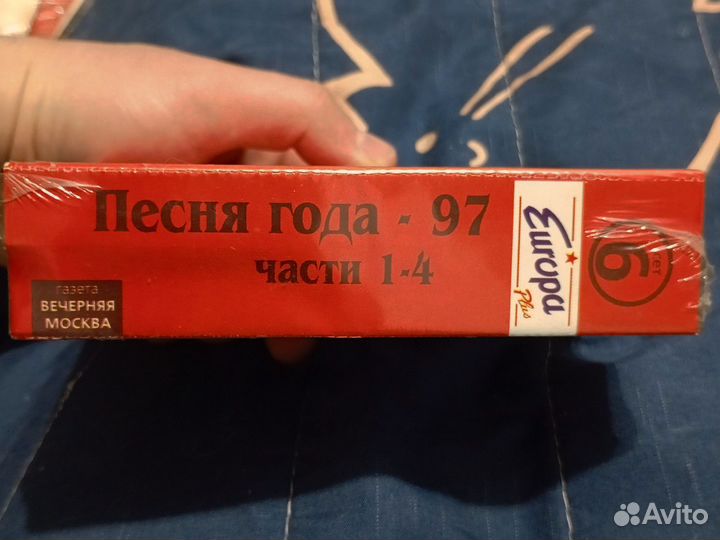 Песня года - 97
части 1-4
газета
ВЕЧЕРНЯЯ
МОСКВА
Europa
Plus
6
Avito